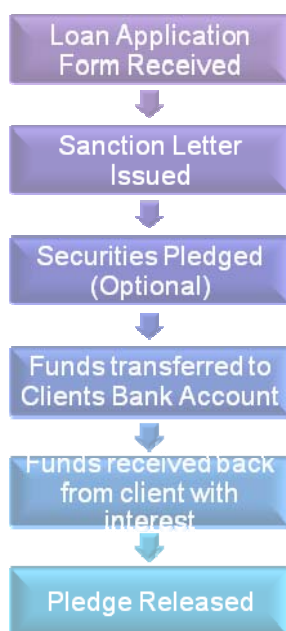 Loan Application
Form Received
Sanction Letter
Issued
Securities Pledged
(Optional)
Funds transferred to
Clients Bank Account
Funds received back
from client with
interest
Pledge Released